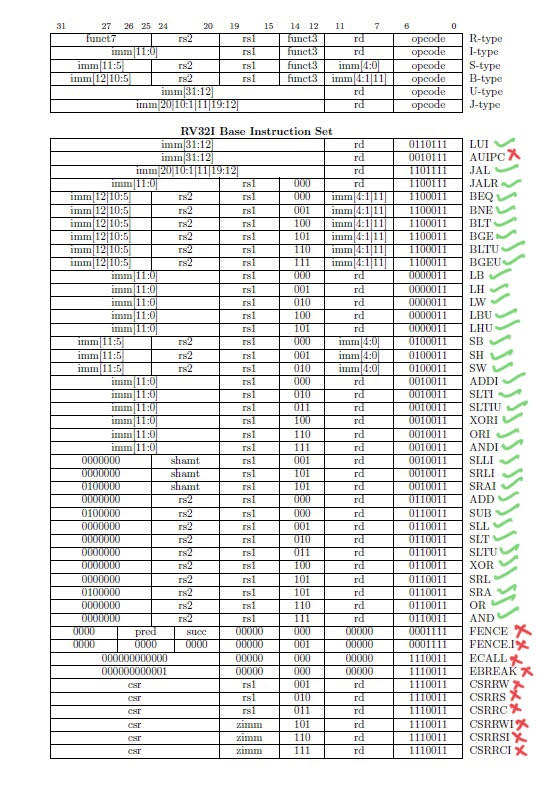 31 27 26 25 24 20 19 15 14 12 11 7 6 0
funct7 rs2 rs1 funct3 rd opcode R-type
imm[11:0] rs1 funct3 rd opcode I-type
imm[11:5] rs2 rs1 funct3 imm[4:0] opcode S-type
imm[12|10:5] rs2 rs1 funct3 imm[4:1|11] opcode B-type
imm[31:12] rd opcode U-type
imm[20|10:1|11|19:12] rd opcode J-type
RV32I Base Instruction Set
imm[31:12] rd 0110111 LUI
imm[31:12] rd 0010111 AUIPC
imm[20|10:1|11|19:12] rd 1101111 JAL
imm[11:0] rs1 000 rd 1100111 JALR
imm[12|10:5] rs2 rs1 000 imm[4:1|11] 1100011 BEQ
imm[12|10:5] rs2 rs1 001 imm[4:1|11] 1100011 BNE
imm[12|10:5] rs2 rs1 100 imm[4:1|11] 1100011 BLT
imm[12|10:5] rs2 rs1 101 imm[4:1|11] 1100011 BGE
imm[12|10:5] rs2 rs1 110 imm[4:1|11] 1100011 BLTU
imm[12|10:5] rs2 rs1 111 imm[4:1|11] 1100011 BGEU
imm[11:0] rs1 000 rd 0000011 LB
imm[11:0] rs1 001 rd 0000011 LH
imm[11:0] rs1 010 rd 0000011 LW
imm[11:0] rs1 100 rd 0000011 LBU
imm[11:0] rs1 101 rd 0000011 LHU
imm[11:5] rs2 rs1 000 imm[4:0] 0100011 SB
imm[11:5] rs2 rs1 001 imm[4:0] 0100011 SH
imm[11:5] rs2 rs1 010 imm[4:0] 0100011 SW
imm[11:0] rs1 000 rd 0010011 ADDI
imm[11:0] rs1 010 rd 0010011 SLTI
imm[11:0] rs1 011 rd 0010011 SLTIU
imm[11:0] rs1 100 rd 0010011 XORI
imm[11:0] rs1 110 rd 0010011 ORI
imm[11:0] rs1 111 rd 0010011 ANDI
0000000 shamt rs1 001 rd 0010011 SLLI
0000000 shamt rs1 101 rd 0010011 SRLI
0100000 shamt rs1 101 rd 0010011 SRAI
0000000 rs2 rs1 000 rd 0110011 ADD
0100000 rs2 rs1 000 rd 0110011 SUB
0000000 rs2 rs1 001 rd 0110011 SLL
0000000 rs2 rs1 010 rd 0110011 SLT
0000000 rs2 rs1 011 rd 0110011 SLTU
0000000 rs2 rs1 100 rd 0110011 XOR
0000000 rs2 rs1 101 rd 0110011 SRL
0100000 rs2 rs1 101 rd 0110011 SRA
0000000 rs2 rs1 110 rd 0110011 OR
0000000 rs2 rs1 111 rd 0110011 AND
0000 pred succ 00000 000 00000 0001111 FENCE
0000 0000 0000 00000 001 00000 0001111 FENCE.I
000000000000 00000 000 00000 1110011 ECALL
000000000001 00000 000 00000 1110011 EBREAK
csr rs1 001 rd 1110011 CSRRW
csr rs1 010 rd 1110011 CSRRS
csr rs1 011 rd 1110011 CSRRC
csr zimm 101 rd 1110011 CSRRWI
csr zimm 110 rd 1110011 CSRRSI
csr zimm 111 rd 1110011 CSRRCI